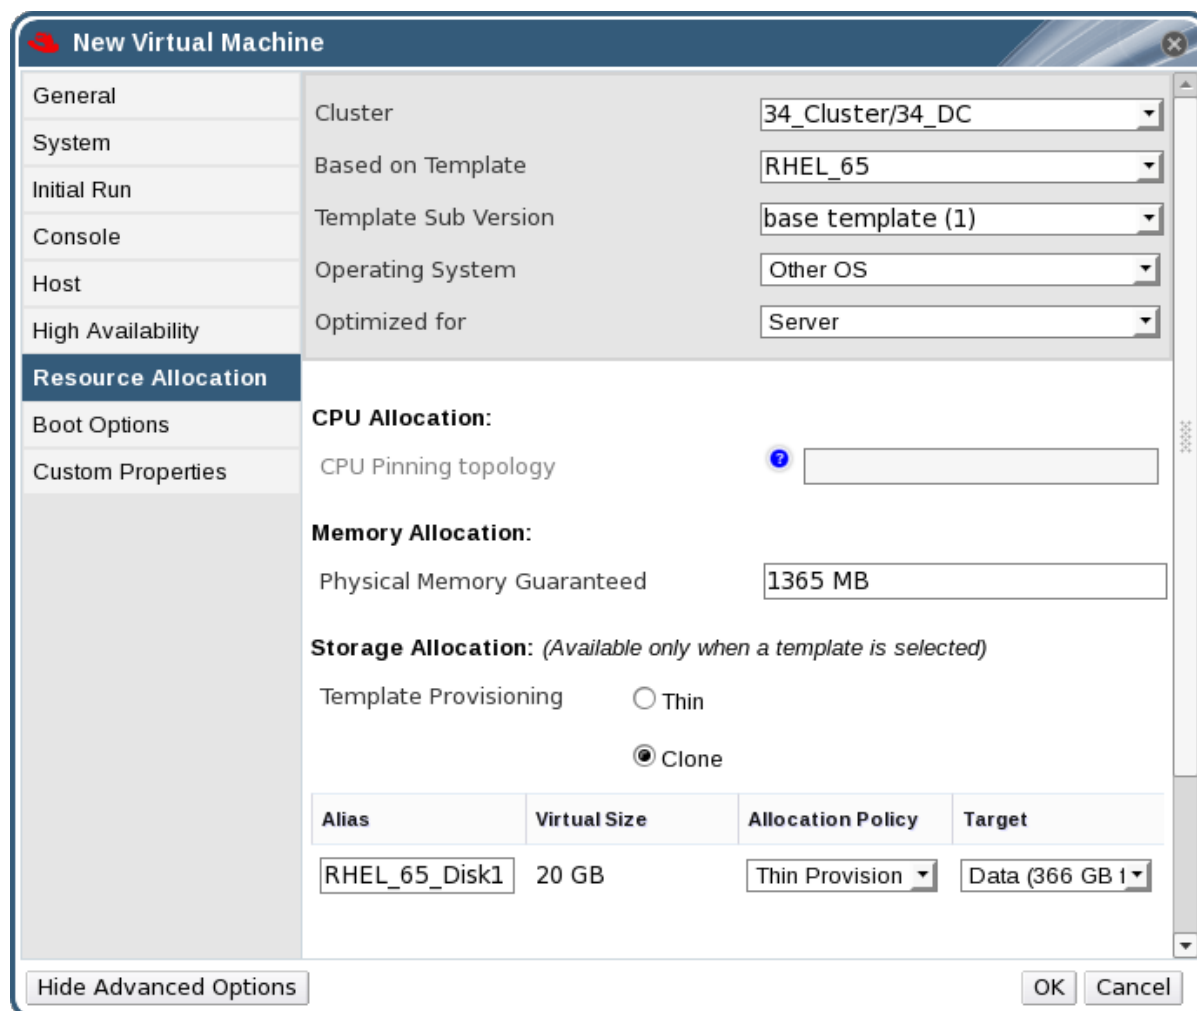 New Virtual Machine
General
System
Initial Run
Console
Host
High Availability
Resource Allocation
Boot Options
Custom Properties
Cluster 34_Cluster/34_DC
Based on Template RHEL_65
Template Sub Version base template (1)
Operating System Other OS
Optimized for Server
CPU Allocation:
CPU Pinning topology ?
Memory Allocation:
Physical Memory Guaranteed 1365 MB
Storage Allocation: (Available only when a template is selected)
Template Provisioning Thin
Clone
Alias Virtual Size Allocation Policy Target
RHEL_65_Disk1 20 GB Thin Provision Data (366 GB
Hide Advanced Options OK Cancel